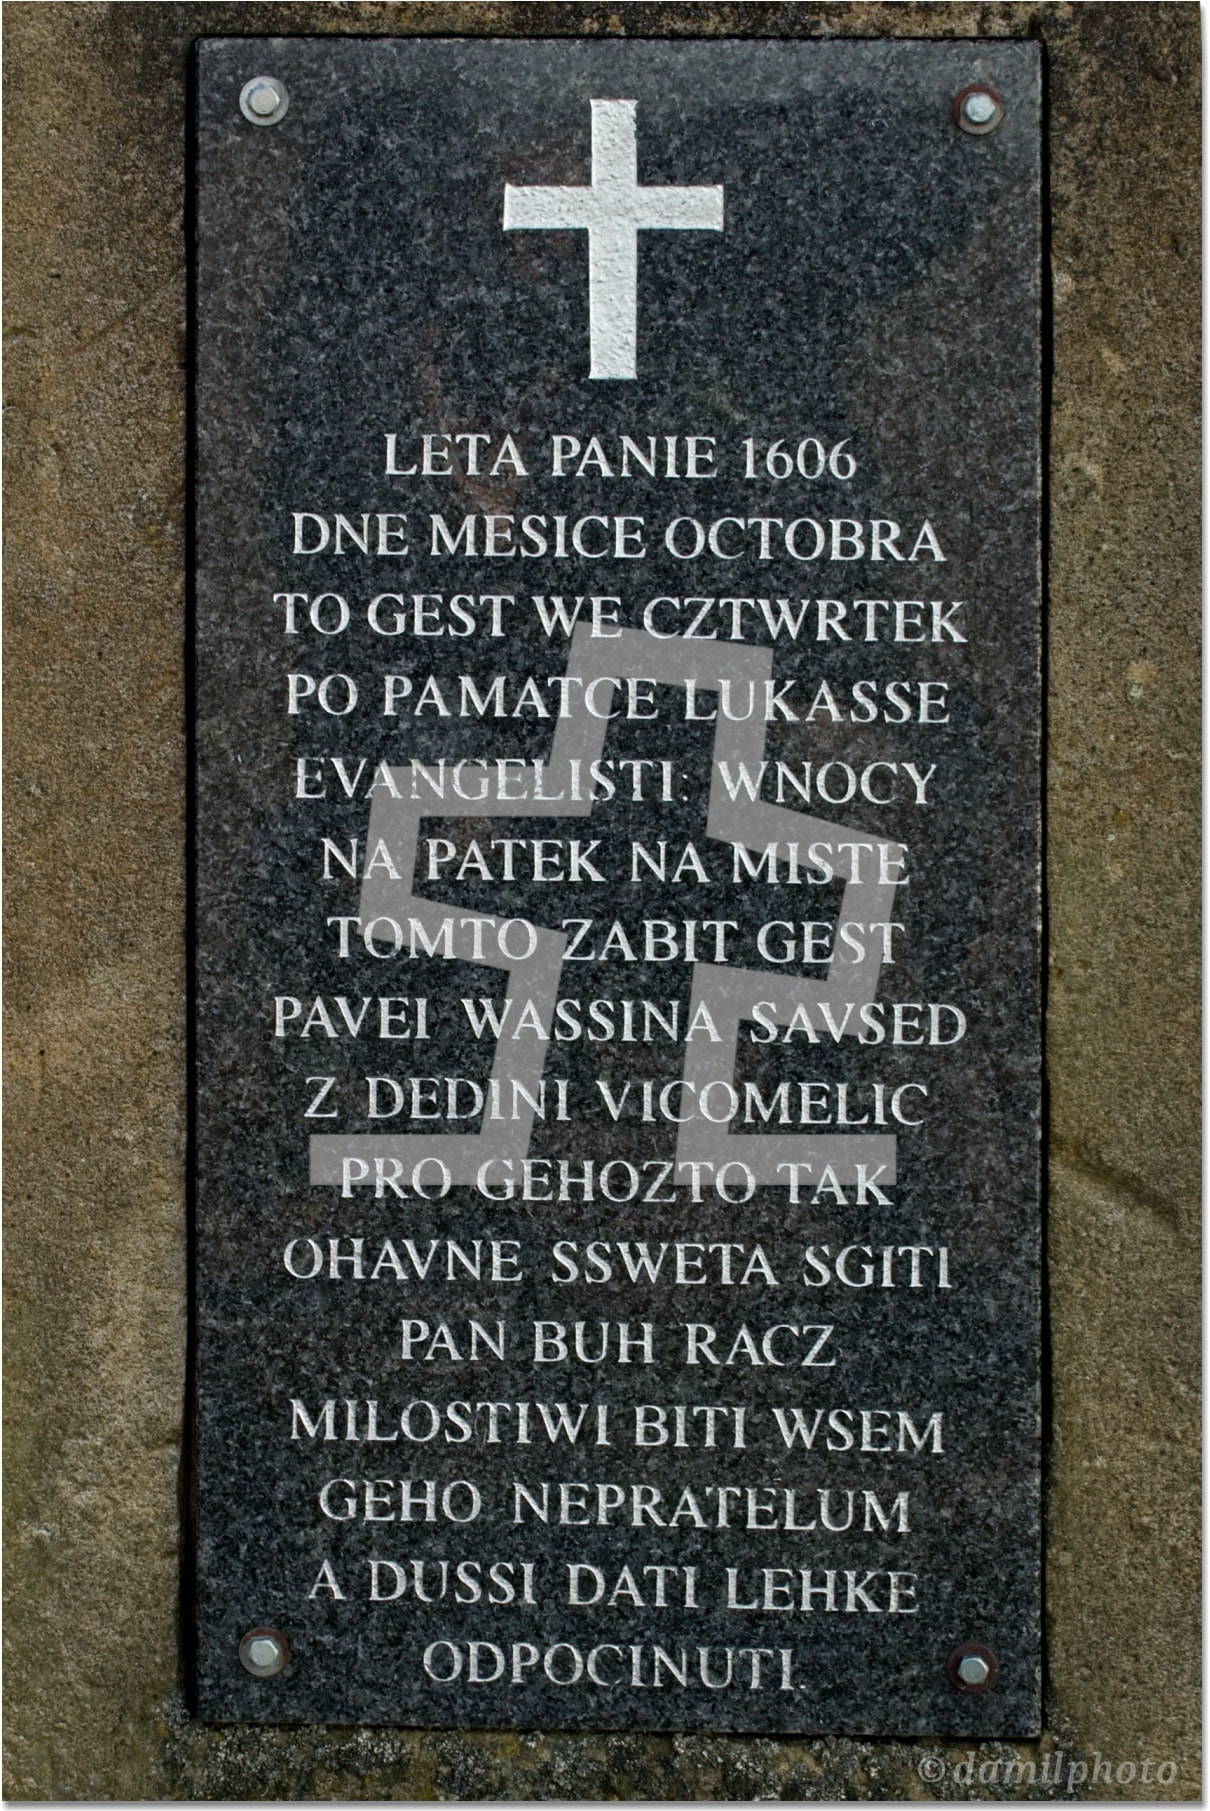 LETA PANIE 1606
DNE MESICE OCTOBRA
TO GEST WE CZTWRTEK
PO PAMATCE LUKASSE
EVANGELISTI: WNOCY
NA PATEK NA MISTE
TOMTO ZABIT GEST
PAVEl WASSINA SAVSED
Z DEDINI VICOMELIC
PRO GEHOZTO TAK
OHAVNE SSWETA SGITI
PAN BUH RACZ
MILOSTIWI BITI WSEM
GEHO NEPRATELUM
A DUSSI DATI LEHKE
ODPOCINUTI.
© damilphoto